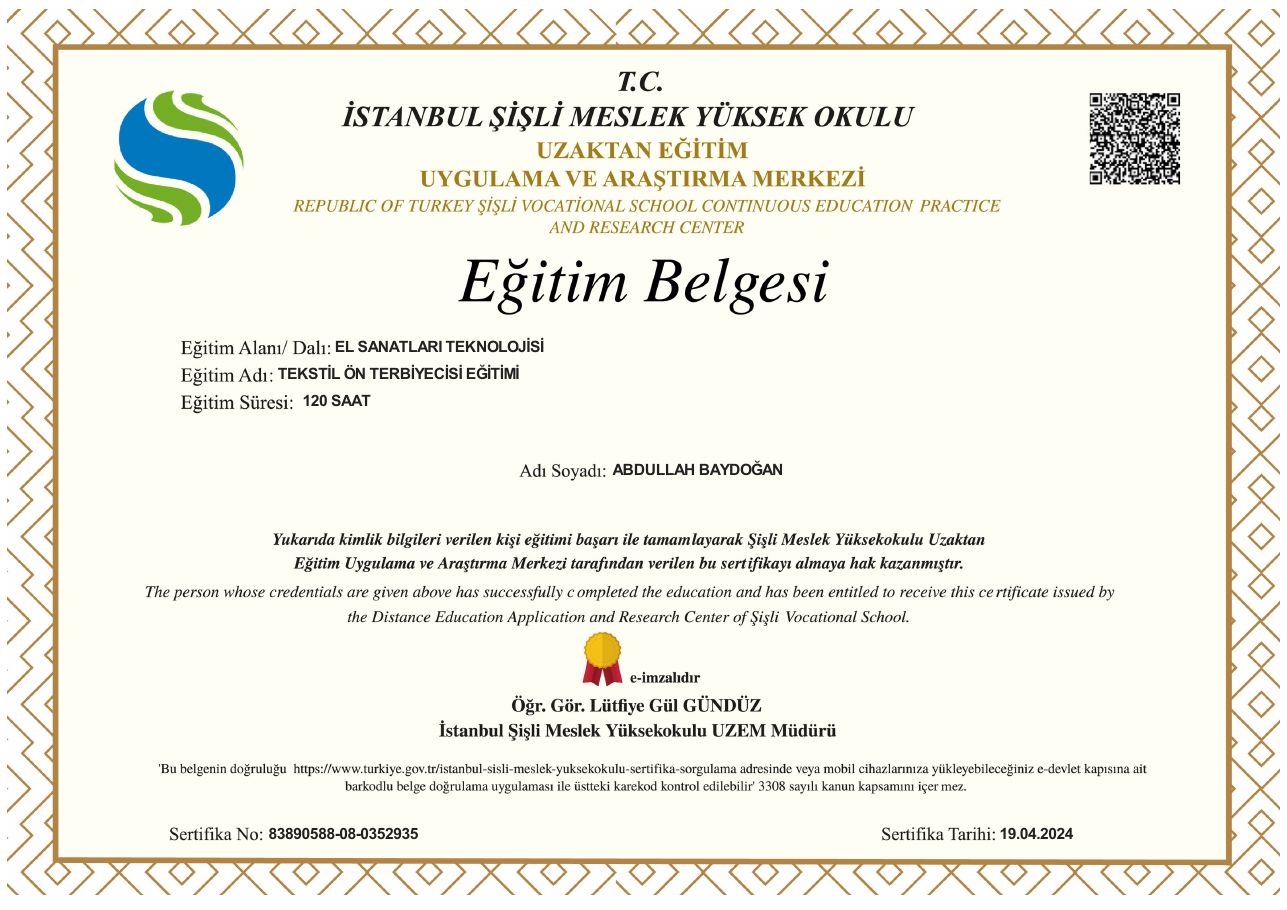 T.C.
İSTANBUL ŞİŞLİ MESLEK YÜKSEK OKULU
UZAKTAN EĞİTİM
UYGULAMA VE ARAŞTIRMA MERKEZİ
REPUBLIC OF TURKEY ŞİŞLİ VOCATİONAL SCHOOL CONTINUOUS EDUCATION PRACTICE
AND RESEARCH CENTER
Eğitim Belgesi
Eğitim Alanı/ Dalı: EL SANATLARI TEKNOLOJİSİ
Eğitim Adı: TEKSTİL ÖN TERBİYECİSİ EĞİTİMİ
Eğitim Süresi: 120 SAAT
Adı Soyadı: ABDULLAH BAYDOĞAN
Yukarıda kimlik bilgileri verilen kişi eğitimi başarı ile tamamlayarak Şişli Meslek Yüksekokulu Uzaktan
Eğitim Uygulama ve Araştırma Merkezi tarafından verilen bu sertifikayı almaya hak kazanmıştır.
The person whose credentials are given above has successfully completed the education and has been entitled to receive this certificate issued by
the Distance Education Application and Research Center of Şişli Vocational School.
e-imzalıdır
Öğr. Gör. Lütfiye Gül GÜNDÜZ
İstanbul Şişli Meslek Yüksekokulu UZEM Müdürü
'Bu belgenin doğruluğu https://www.turkiye.gov.tr/istanbul-sisli-meslek-yuksekokulu-sertifika-sorgulama adresinde veya mobil cihazlarınıza yükleyebileceğiniz e-devlet kapısına ait
barkodlu belge doğrulama uygulaması ile üstteki karekod kontrol edilebilir' 3308 sayılı kanun kapsamını içermez.
Sertifika No: 83890588-08-0352935
Sertifika Tarihi: 19.04.2024